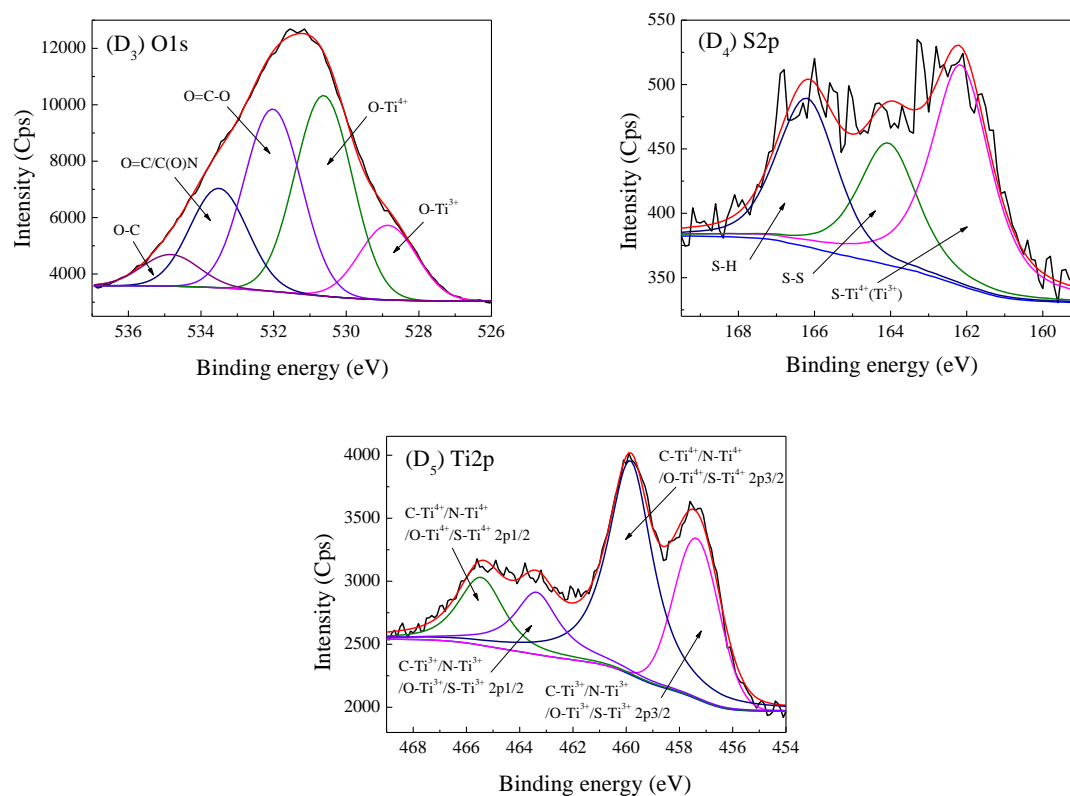 (D₃) O1s
O=C-O
O-Ti⁴⁺
O=C/C(O)N
O-Ti³⁺
O-C
12000
10000
8000
6000
4000
Intensity (Cps)
536 534 532 530 528 526
Binding energy (eV)
(D₄) S2p
550
500
450
400
350
Intensity (Cps)
S-H
S-S
S-Ti⁴⁺(Ti³⁺)
168 166 164 162 160
Binding energy (eV)
(D₅) Ti2p
C-Ti⁴⁺/N-Ti⁴⁺
/O-Ti⁴⁺/S-Ti⁴⁺ 2p3/2
C-Ti⁴⁺/N-Ti⁴⁺
/O-Ti⁴⁺/S-Ti⁴⁺ 2p1/2
4000
3500
3000
2500
2000
Intensity (Cps)
C-Ti³⁺/N-Ti³⁺
/O-Ti³⁺/S-Ti³⁺ 2p1/2
C-Ti³⁺/N-Ti³⁺
/O-Ti³⁺/S-Ti³⁺ 2p3/2
468 466 464 462 460 458 456 454
Binding energy (eV)